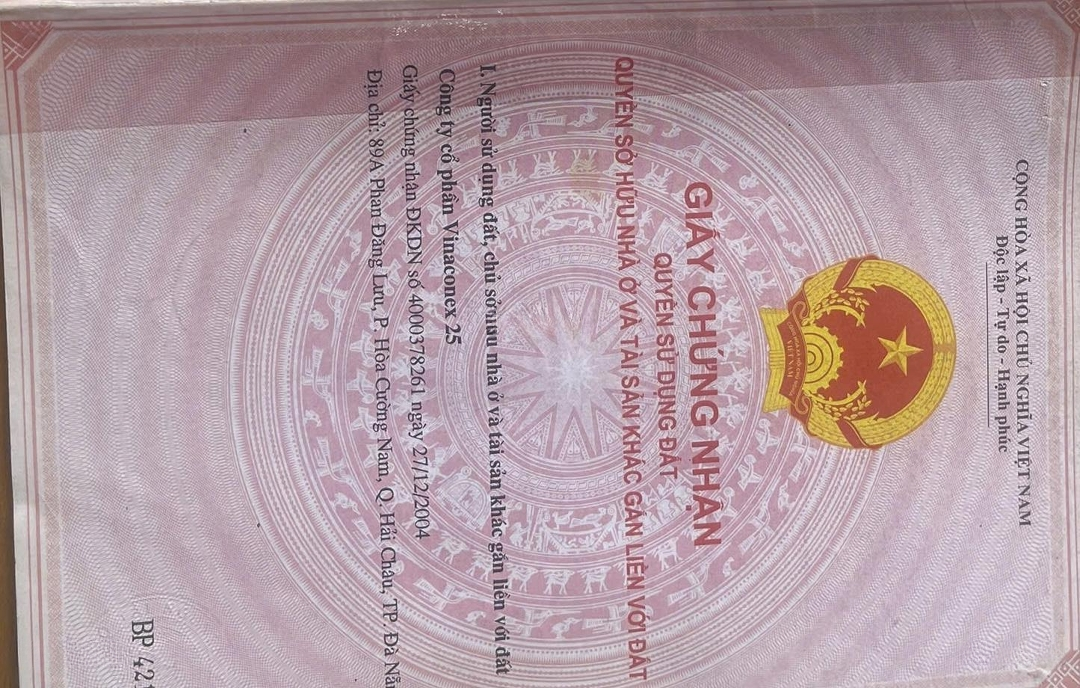 CỘNG HÒA XÃ HỘI CHỦ NGHĨA VIỆT NAM
Độc lập - Tự do - Hạnh phúc
GIẤY CHỨNG NHẬN
QUYỀN SỬ DỤNG ĐẤT
QUYỀN SỞ HỮU NHÀ Ở VÀ TÀI SẢN KHÁC GẮN LIỀN VỚI ĐẤT
I. Người sử dụng đất, chủ sở hữu nhà ở và tài sản khác gắn liền với đất
Công ty cổ phần Vinaconex 25
Giấy chứng nhận ĐKDN số 4000378261 ngày 27/12/2004
Địa chỉ: 89A Phan Đăng Lưu, P. Hòa Cường Nam, Q. Hải Châu, TP. Đà
BP 42